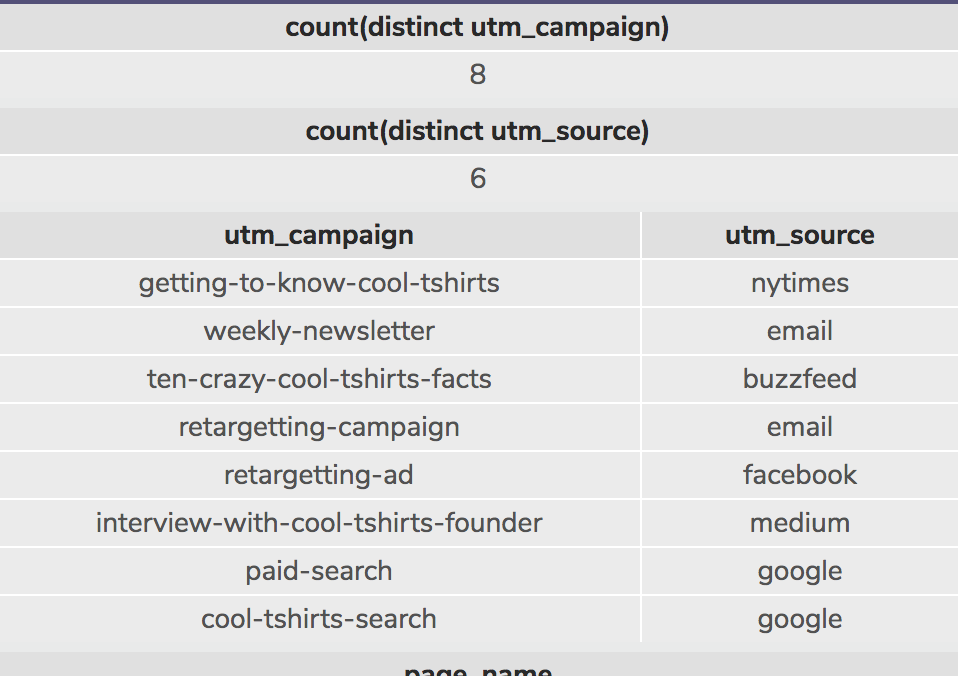 count(distinct utm_campaign)
8
count(distinct utm_source)
6
utm_campaign utm_source
getting-to-know-cool-tshirts nytimes
weekly-newsletter email
ten-crazy-cool-tshirts-facts buzzfeed
retargetting-campaign email
retargetting-ad facebook
interview-with-cool-tshirts-founder medium
paid-search google
cool-tshirts-search google
page_name